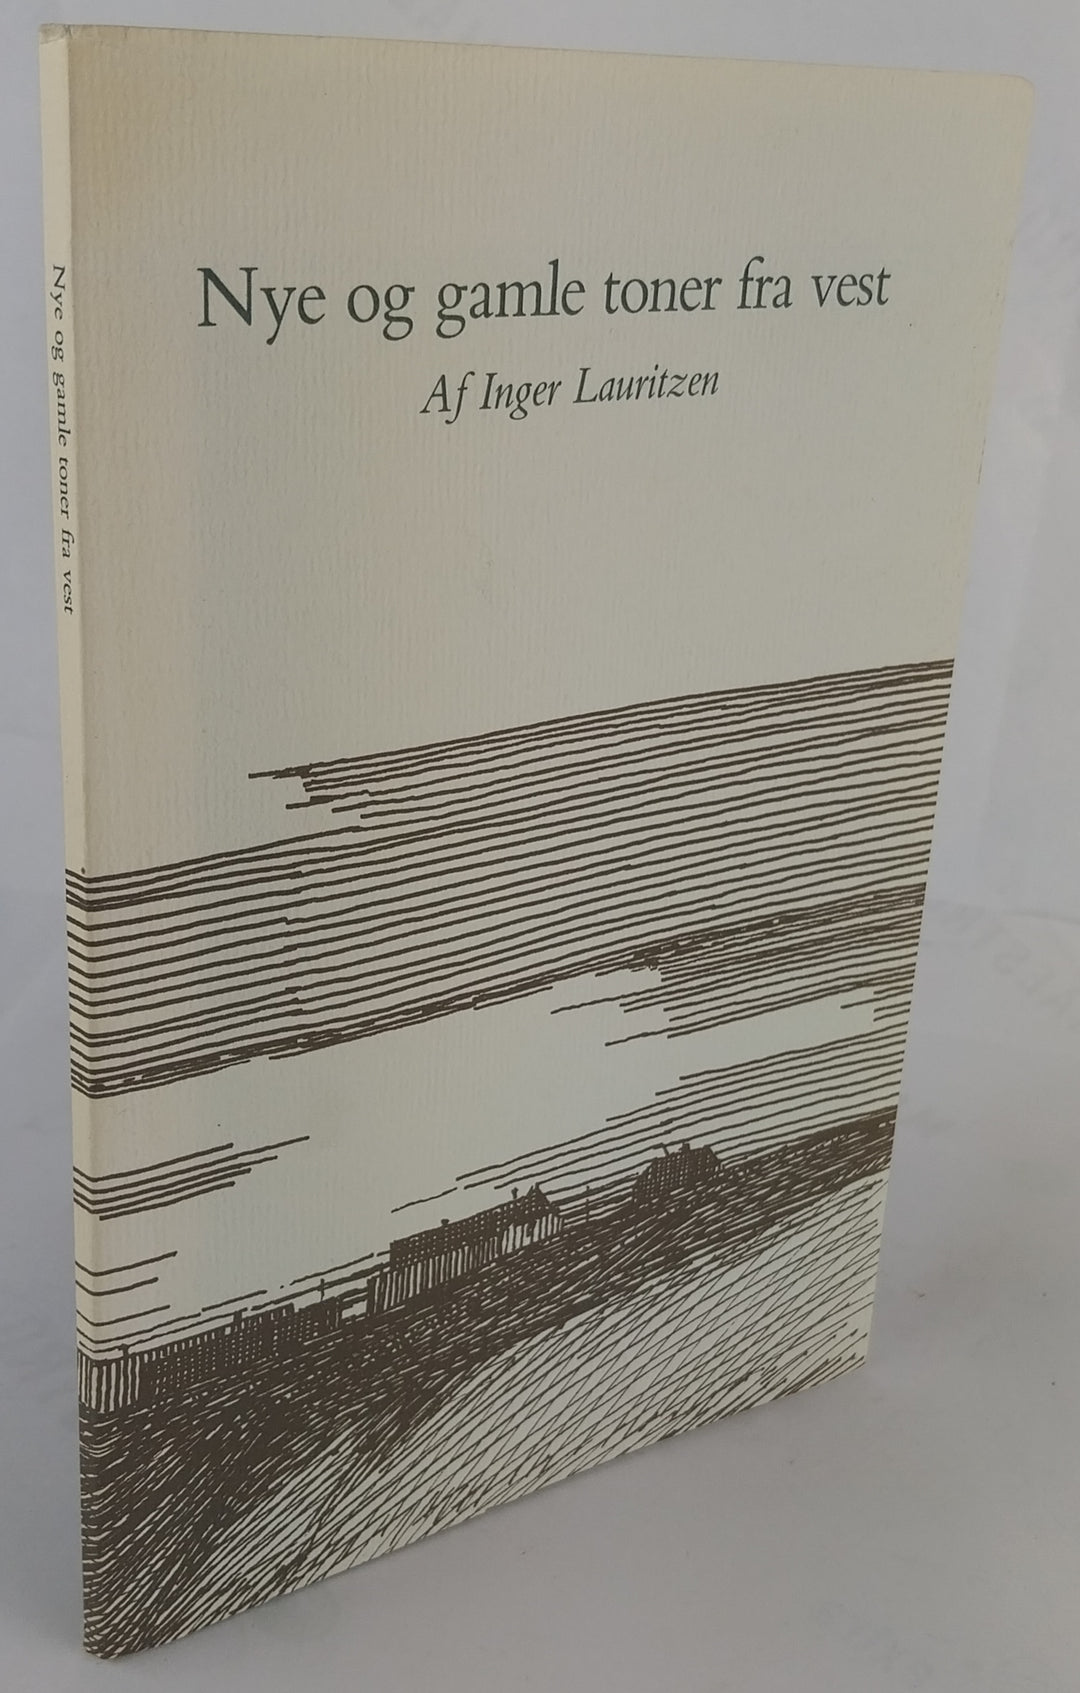 Nye og gamle toner fra vest
Af Inger Lauritzen
Nye og gamle toner fra vest